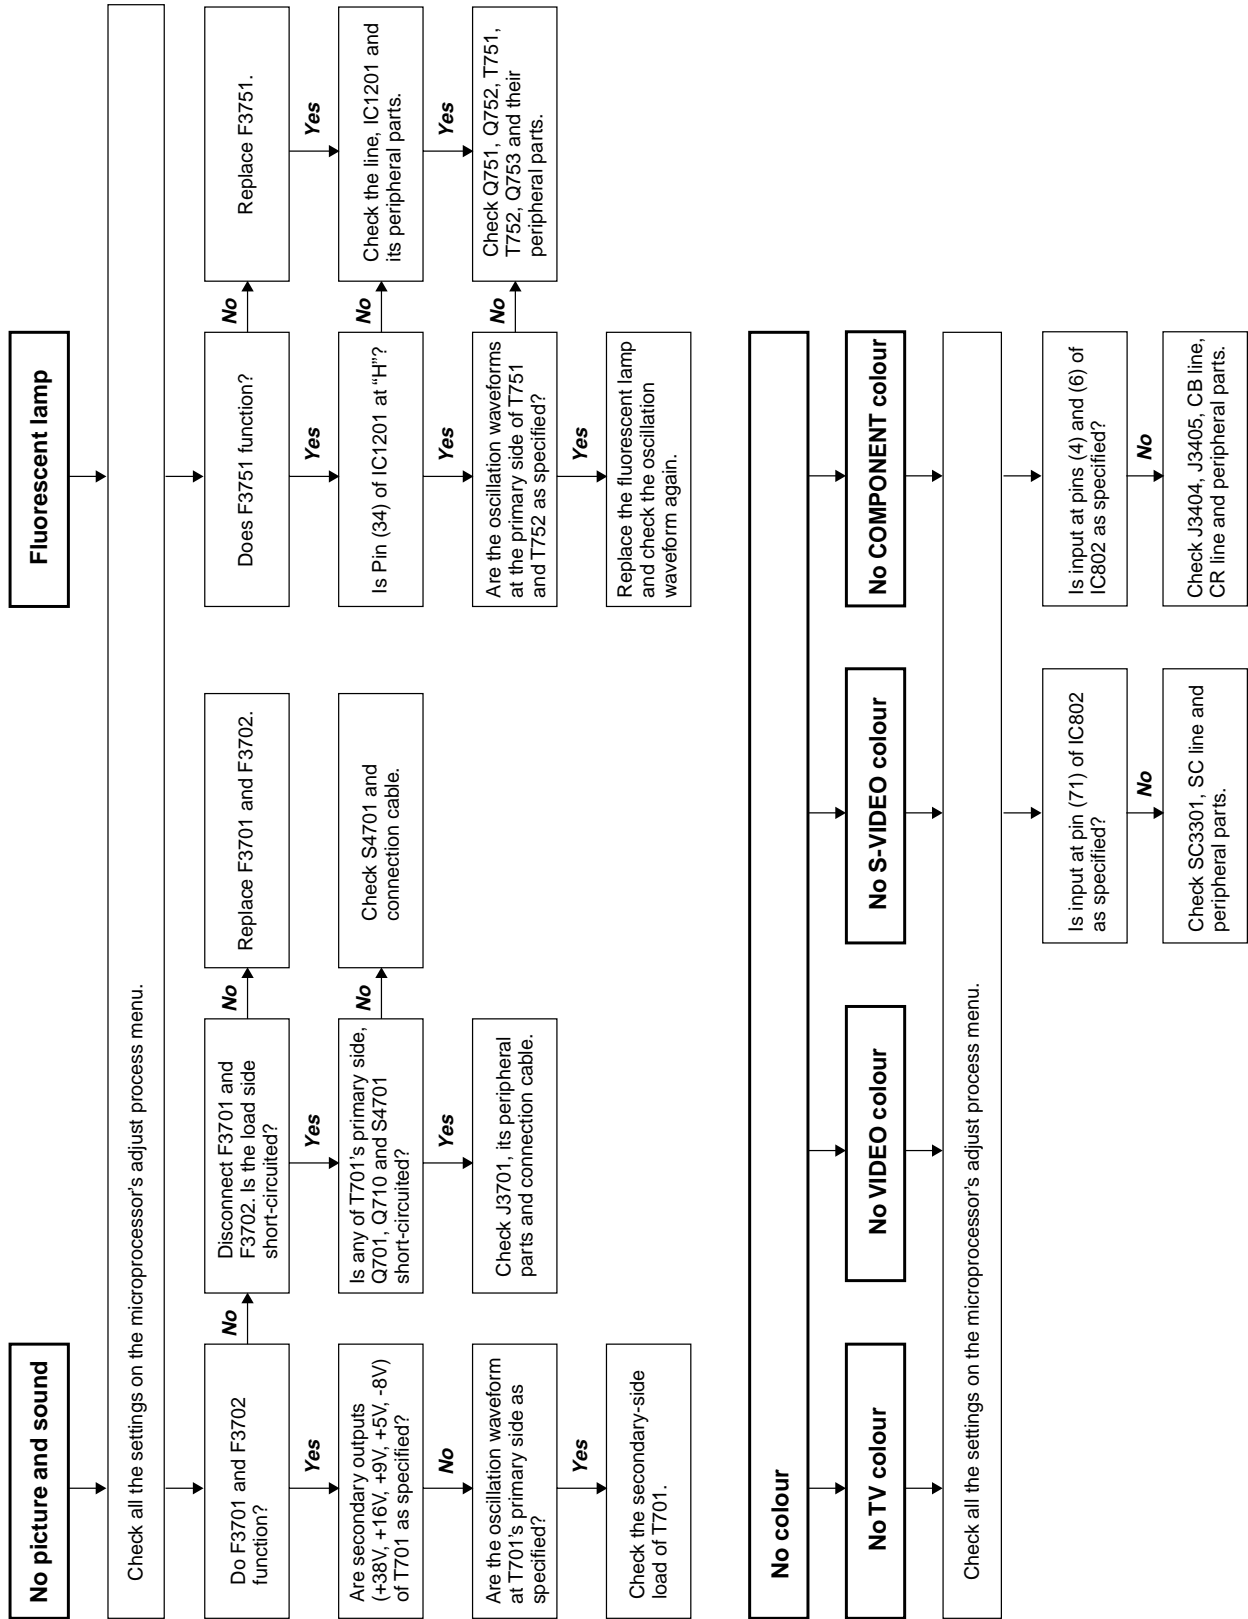 No picture and sound
Fluorescent lamp
Check all the settings on the microprocessor's adjust process menu.
Do F3701 and F3702
function?
No
Disconnect F3701 and
F3702. Is the load side
short-circuited?
No
Replace F3701 and F3702.
Does F3751 function?
No
Replace F3751.
Yes
Yes
Yes
Yes
Are secondary outputs
(+38V, +16V, +9V, +5V, -8V)
of T701 as specified?
Is any of T701's primary side,
Q701, Q710 and S4701
short-circuited?
No
Check S4701 and
connection cable.
Is Pin (34) of IC1201 at “H”?
No
Check the line, IC1201 and
its peripheral parts.
No
Yes
Yes
Yes
Are the oscillation waveform
at T701's primary side as
specified?
Check J3701, its peripheral
parts and connection cable.
Are the oscillation waveforms
at the primary side of T751
and T752 as specified?
No
Check Q751, Q752, T751,
T752, Q753 and their
peripheral parts.
Yes
Yes
Check the secondary-side
load of T701.
Replace the fluorescent lamp
and check the oscillation
waveform again.
No colour
No TV colour
No VIDEO colour
No S-VIDEO colour
No COMPONENT colour
Check all the settings on the microprocessor's adjust process menu.
Is input at pin (71) of IC802
as specified?
Is input at pins (4) and (6) of
IC802 as specified?
No
No
Check SC3301, SC line and
peripheral parts.
Check J3404, J3405, CB line,
CR line and peripheral parts.